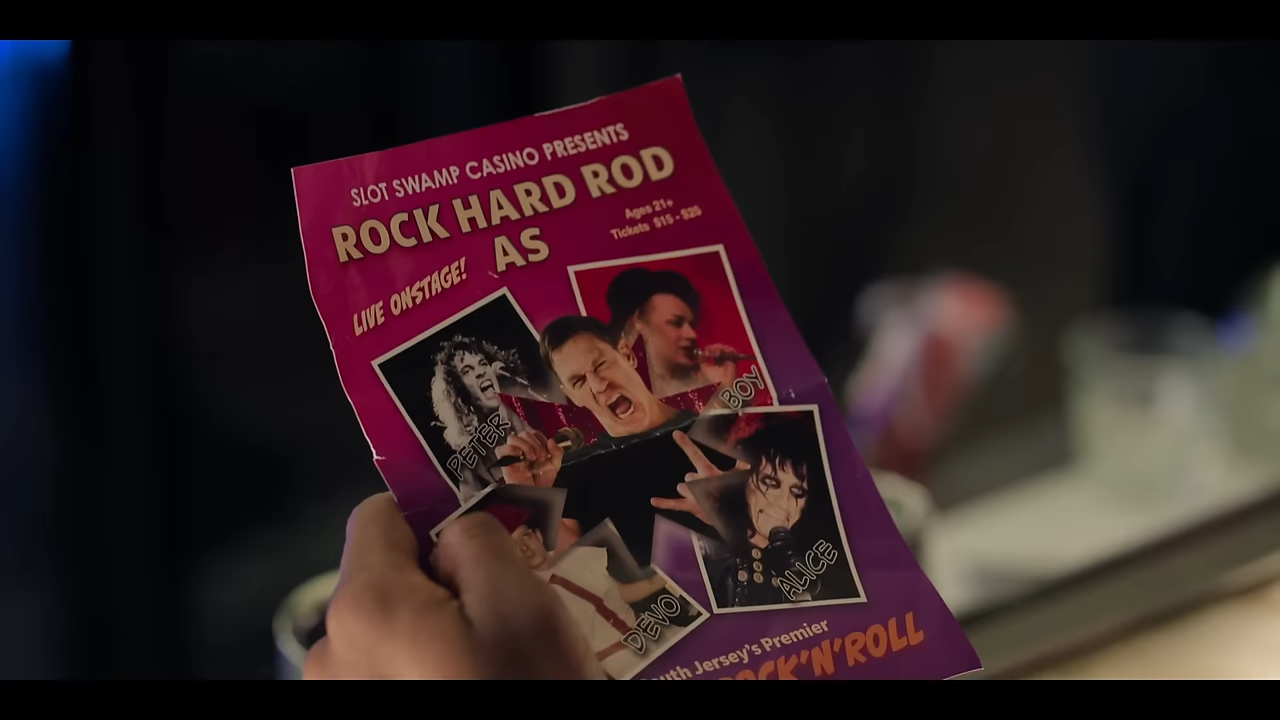 SLOT SWAMP CASINO PRESENTS
ROCK HARD ROD
AS
Ages 21+
Tickets $15 - $25
LIVE ONSTAGE!
PETER
BOY
DEVO
ALICE
South Jersey's Premier
ROCK'N'ROLL